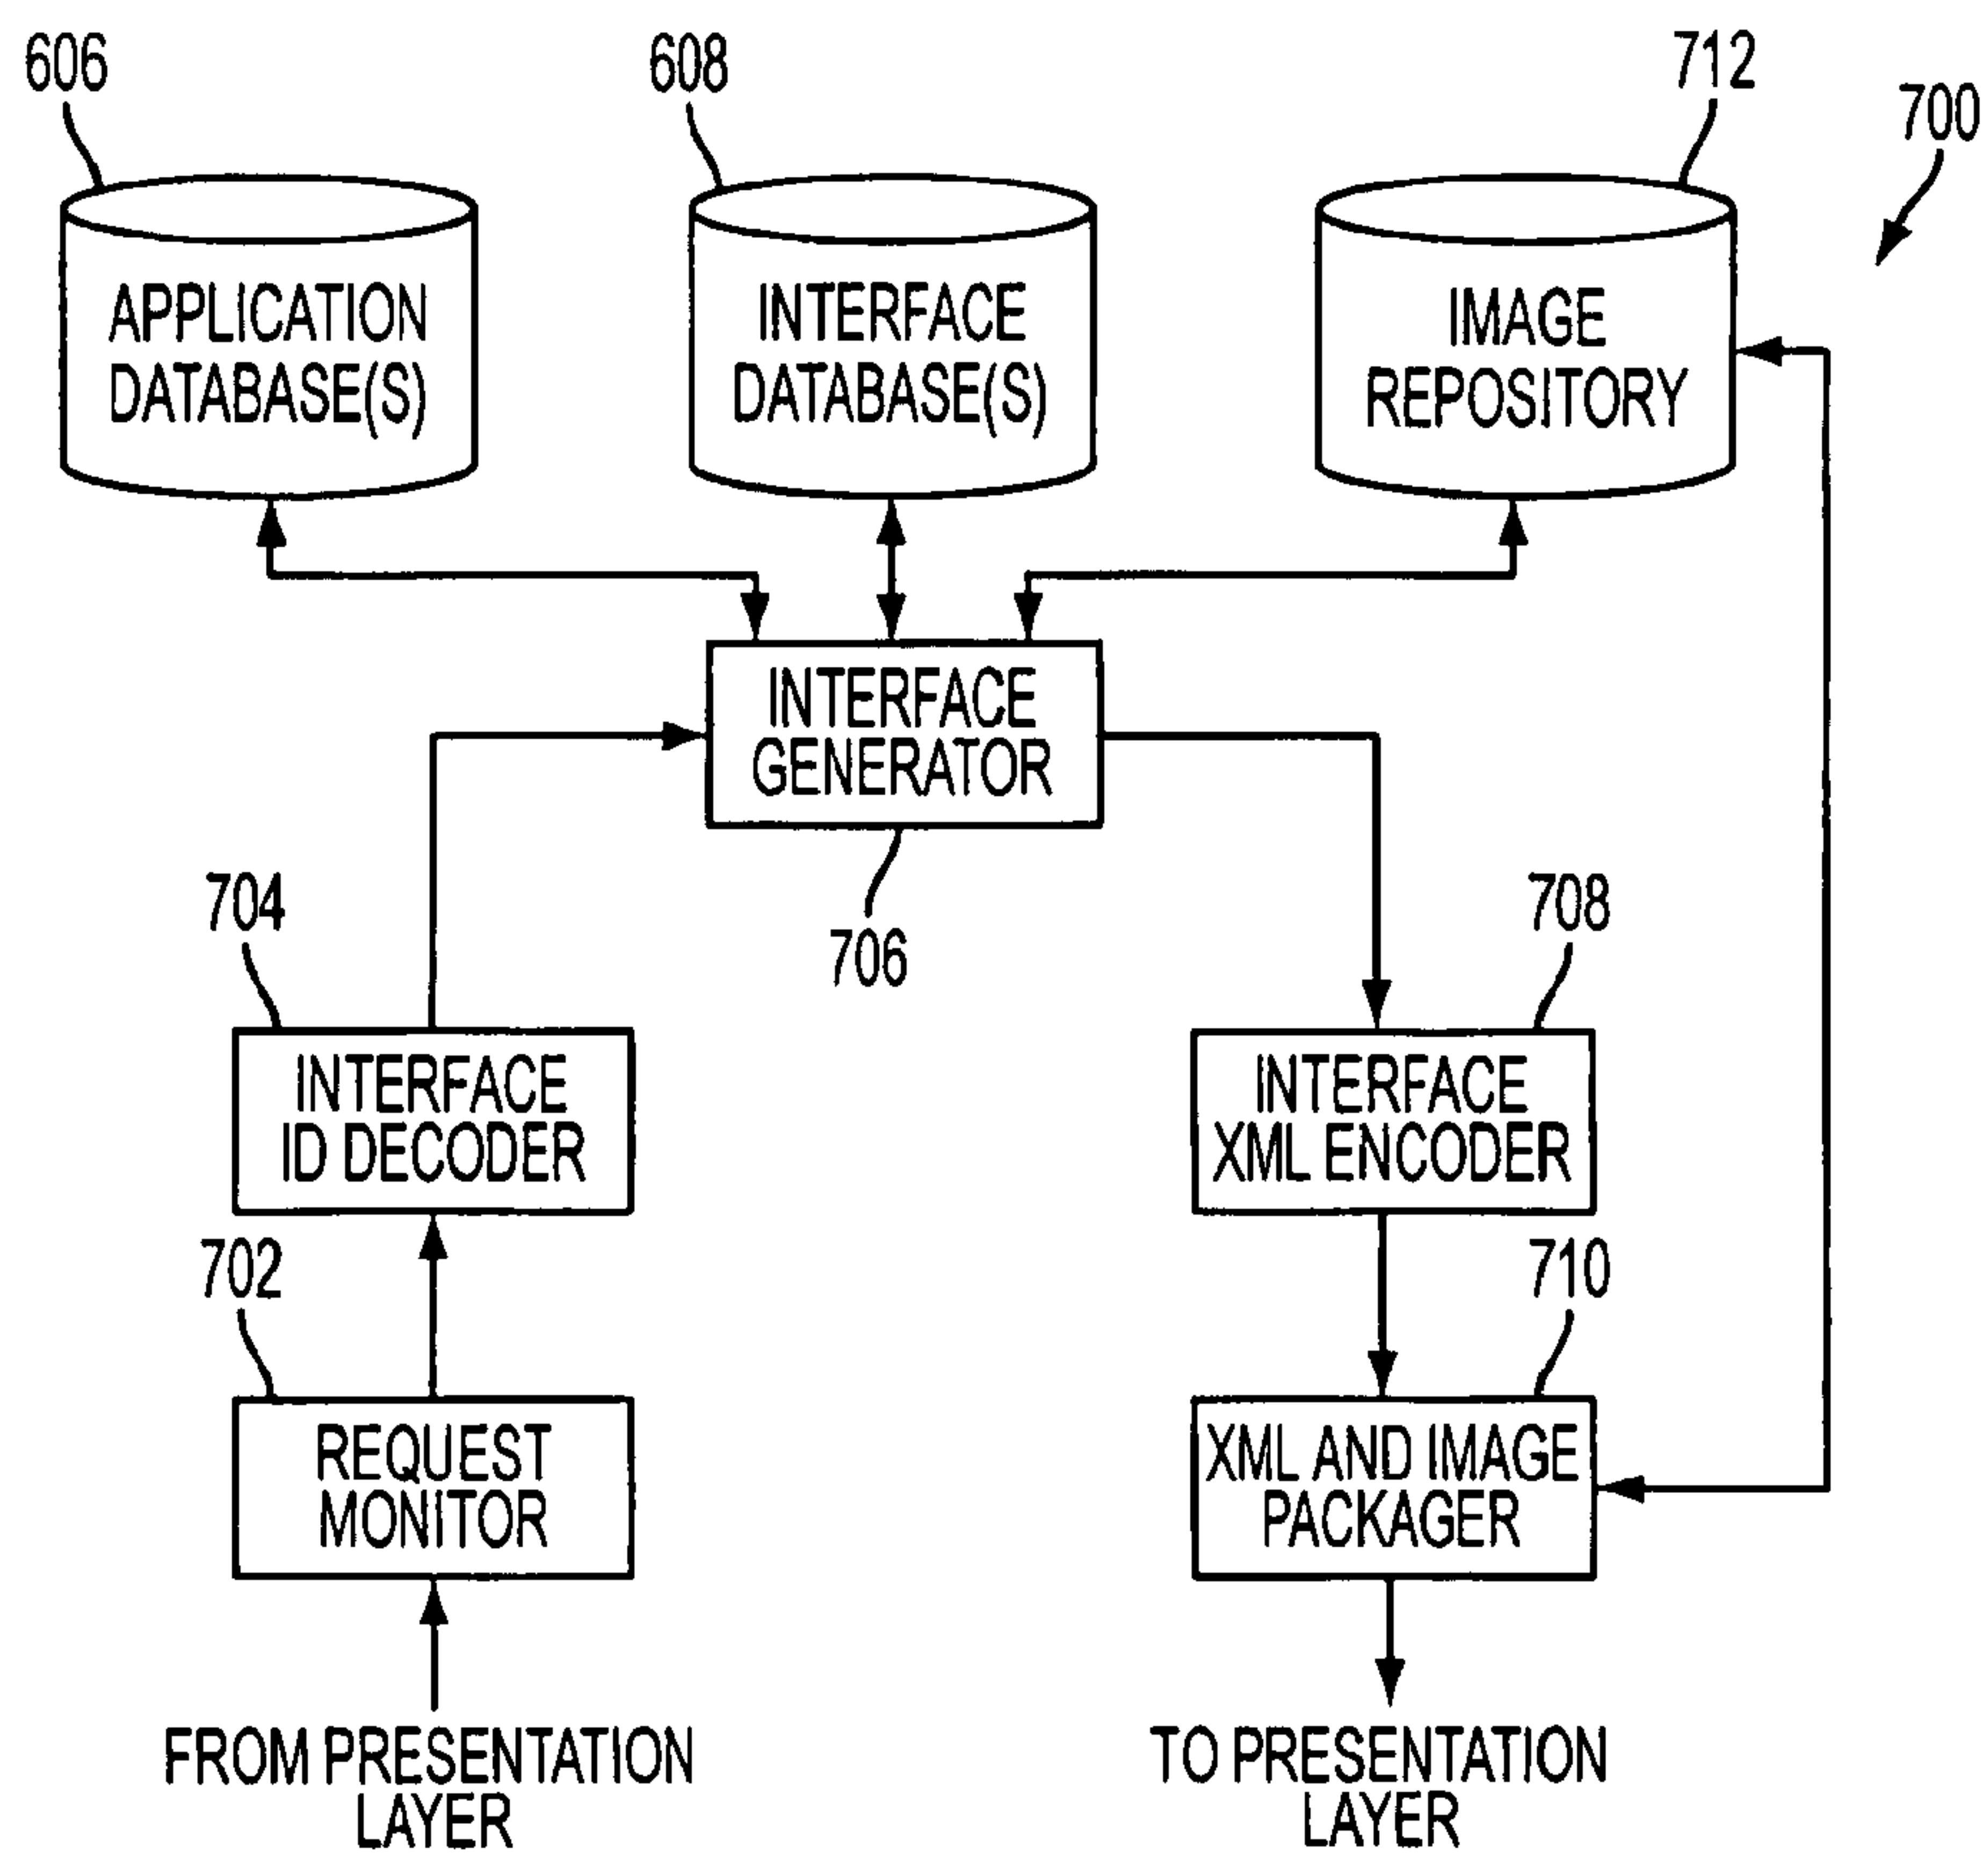 606
608
712
700
APPLICATION
DATABASE(S)
INTERFACE
DATABASE(S)
IMAGE
REPOSITORY
INTERFACE
GENERATOR
706
704
708
INTERFACE
ID DECODER
INTERFACE
XML ENCODER
702
710
REQUEST
MONITOR
XML AND IMAGE
PACKAGER
FROM PRESENTATION
LAYER
TO PRESENTATION
LAYER